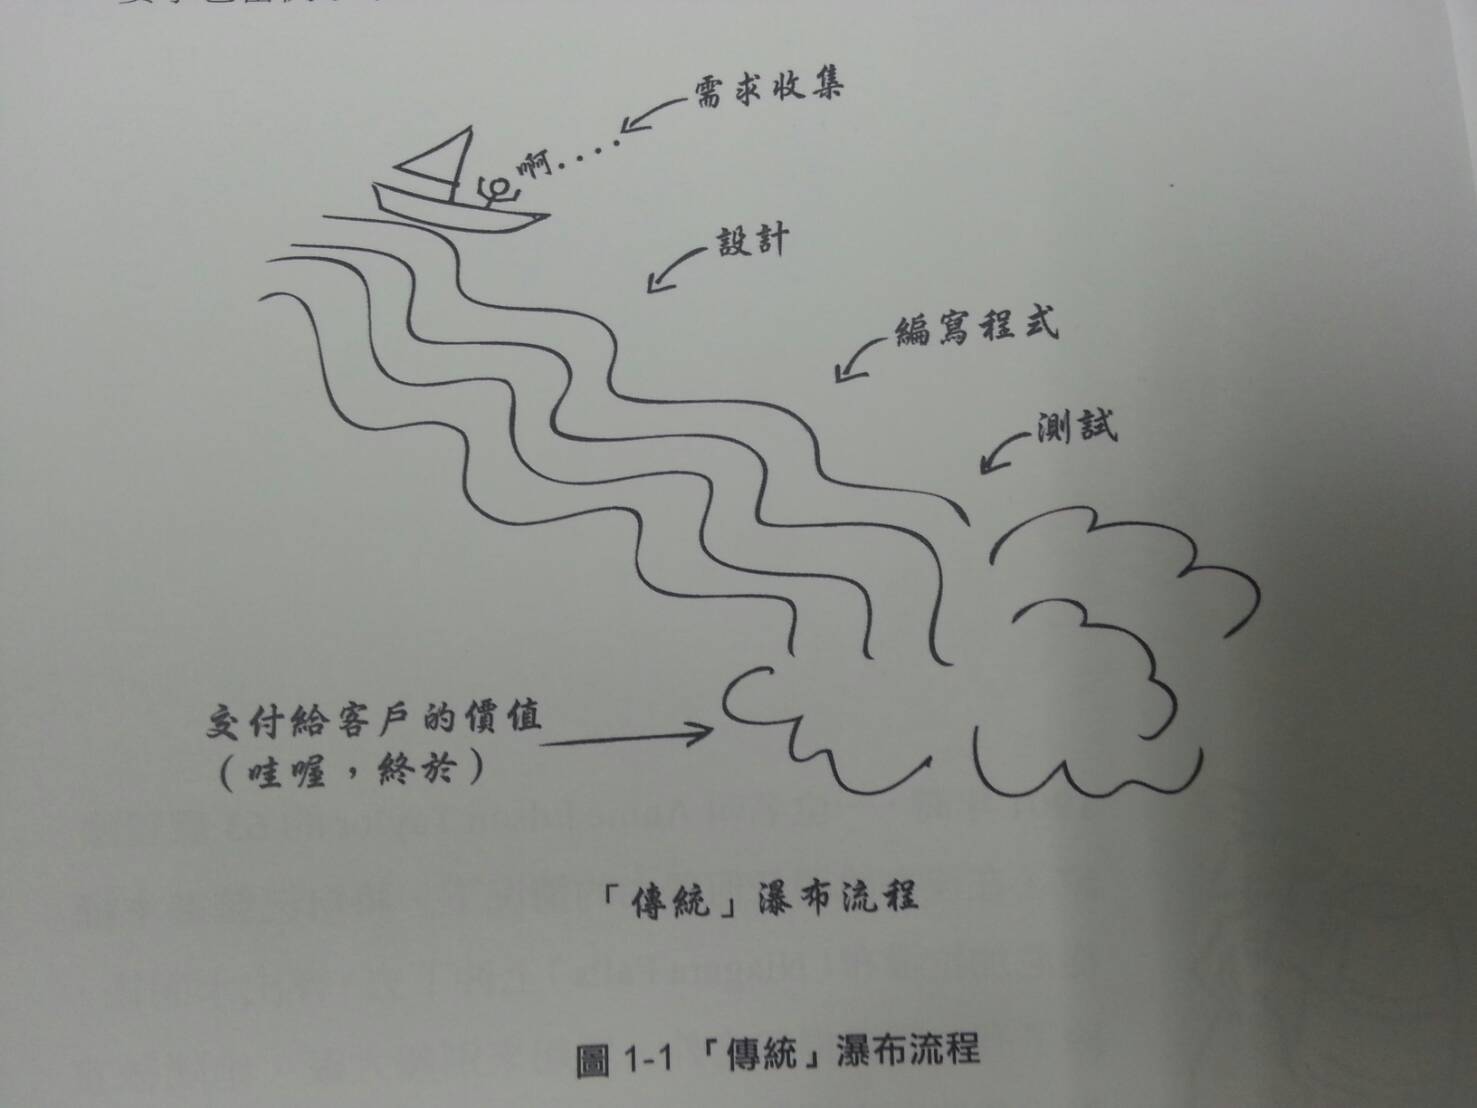 需求收集
啊....
設計
編寫程式
測試
交付給客戶的價值
（哇喔，終於）
「傳統」瀑布流程
圖 1-1 「傳統」瀑布流程